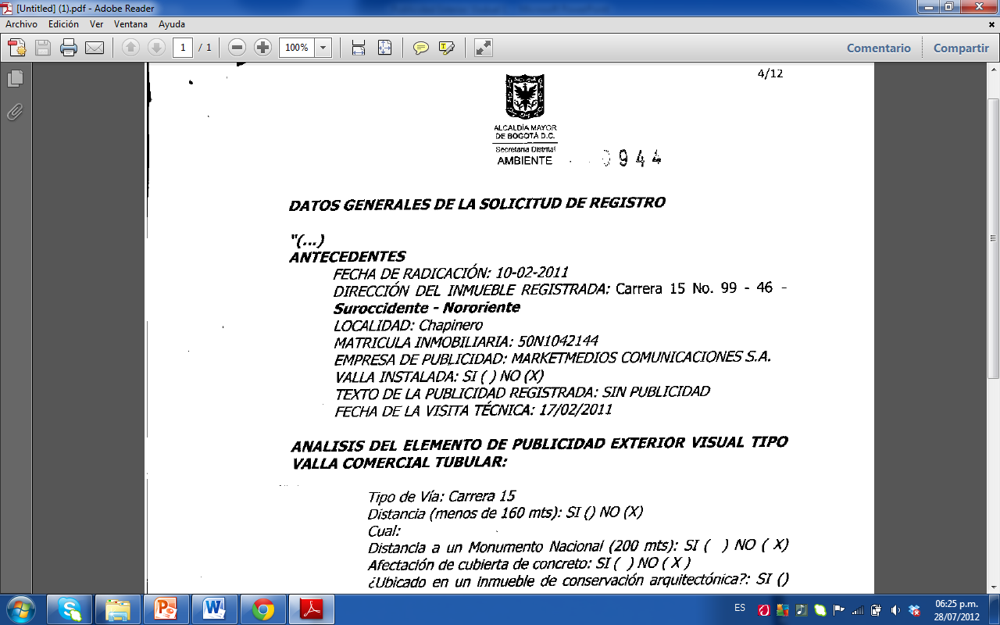 [Untitled] (1).pdf - Adobe Reader
Archivo Edición Ver Ventana Ayuda
1 / 1 100% Comentario Compartir
4/12
ALCALDÍA MAYOR
DE BOGOTÁ D.C.
Secretaría Distrital
AMBIENTE
0944
DATOS GENERALES DE LA SOLICITUD DE REGISTRO
"(...)
ANTECEDENTES
FECHA DE RADICACIÓN: 10-02-2011
DIRECCIÓN DEL INMUEBLE REGISTRADA: Carrera 15 No. 99 - 46 -
Suroccidente - Nororiente
LOCALIDAD: Chapinero
MATRICULA INMOBILIARIA: 50N1042144
EMPRESA DE PUBLICIDAD: MARKETMEDIOS COMUNICACIONES S.A.
VALLA INSTALADA: SI ( ) NO (X)
TEXTO DE LA PUBLICIDAD REGISTRADA: SIN PUBLICIDAD
FECHA DE LA VISITA TÉCNICA: 17/02/2011
ANALISIS DEL ELEMENTO DE PUBLICIDAD EXTERIOR VISUAL TIPO
VALLA COMERCIAL TUBULAR:
Tipo de Vía: Carrera 15
Distancia (menos de 160 mts): SI () NO (X)
Cual:
Distancia a un Monumento Nacional (200 mts): SI ( ) NO ( X)
Afectación de cubierta de concreto: SI ( ) NO ( X )
¿Ubicado en un inmueble de conservación arquitectónica?: SI ()
ES
06:25 p.m.
28/07/2012